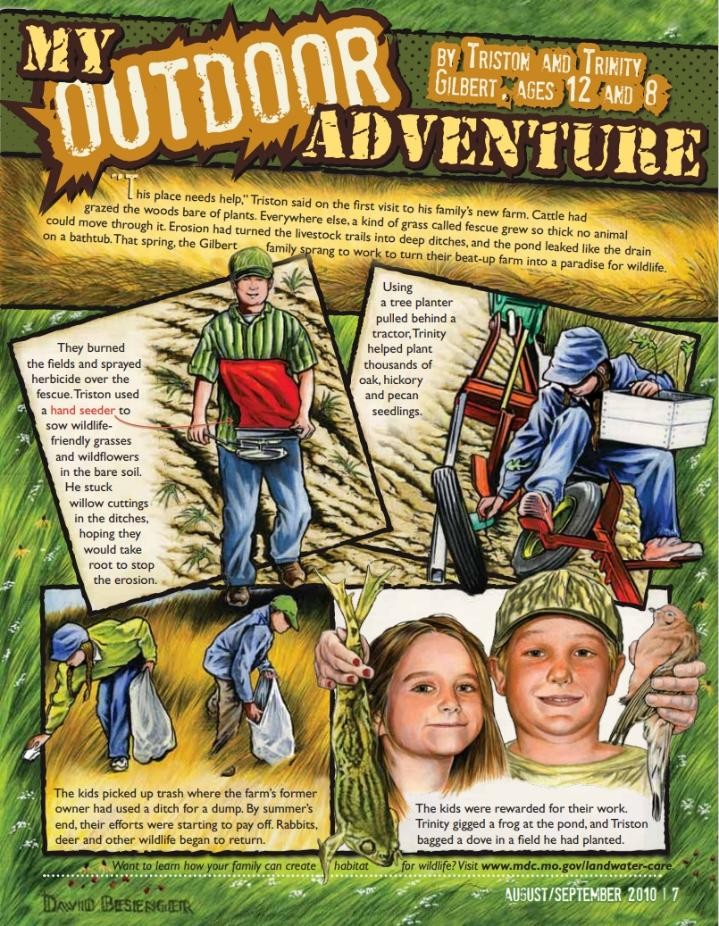 MY
OUTDOOR
ADVENTURE
BY TRISTON AND TRINITY
GILBERT, AGES 12 AND 8
"This place needs help," Triston said on the first visit to his family's new farm. Cattle had
grazed the woods bare of plants. Everywhere else, a kind of grass called fescue grew so thick no animal
could move through it. Erosion had turned the livestock trails into deep ditches, and the pond leaked like the drain
on a bathtub. That spring, the Gilbert family sprang to work to turn their beat-up farm into a paradise for wildlife.
They burned
the fields and sprayed
herbicide over the
fescue. Triston used
a hand seeder to
sow wildlife-
friendly grasses
and wildflowers
in the bare soil.
He stuck
willow cuttings
in the ditches,
hoping they
would take
root to stop
the erosion.
Using
a tree planter
pulled behind a
tractor, Trinity
helped plant
thousands of
oak, hickory
and pecan
seedlings.
The kids picked up trash where the farm's former
owner had used a ditch for a dump. By summer's
end, their efforts were starting to pay off. Rabbits,
deer and other wildlife began to return.
The kids were rewarded for their work.
Trinity gigged a frog at the pond, and Triston
bagged a dove in a field he had planted.
Want to learn how your family can create habitat for wildlife? Visit www.mdc.mo.gov/landwater-care.
DAVID BESENGER
AUGUST/SEPTEMBER 2010 | 7